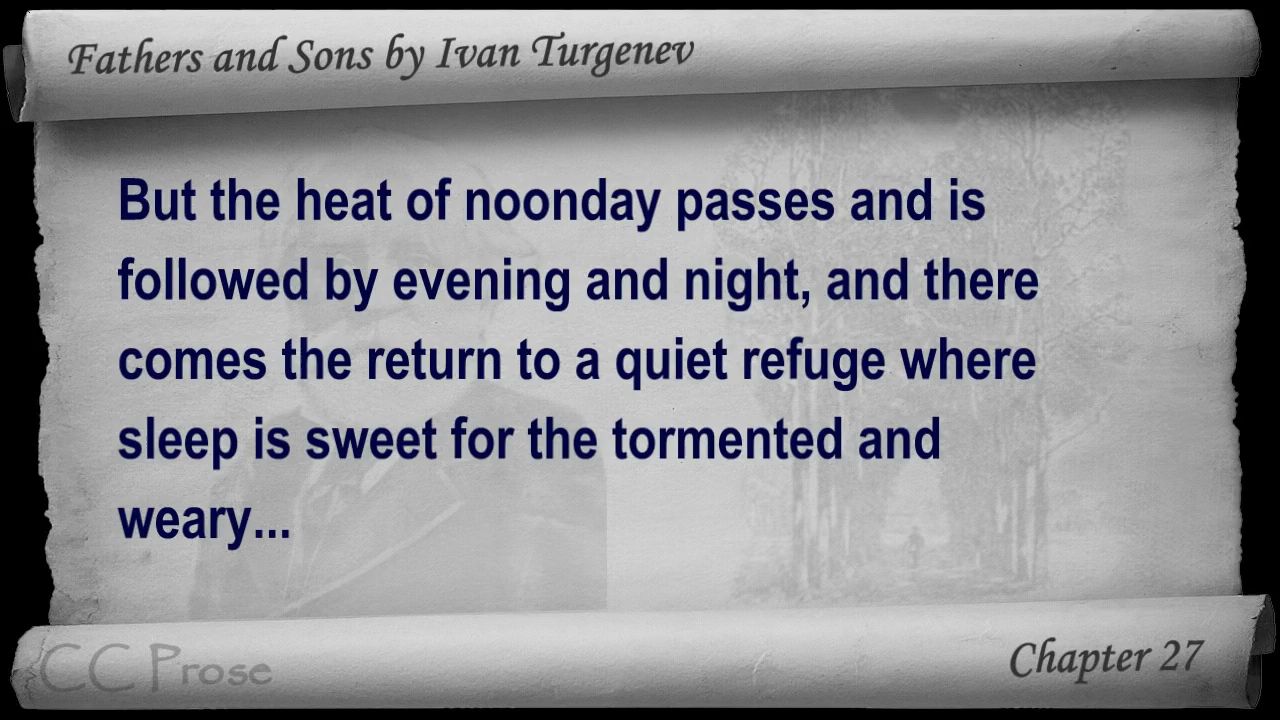 Fathers and Sons by Ivan Turgenev
But the heat of noonday passes and is
followed by evening and night, and there
comes the return to a quiet refuge where
sleep is sweet for the tormented and
weary...
CC Prose
Chapter 27